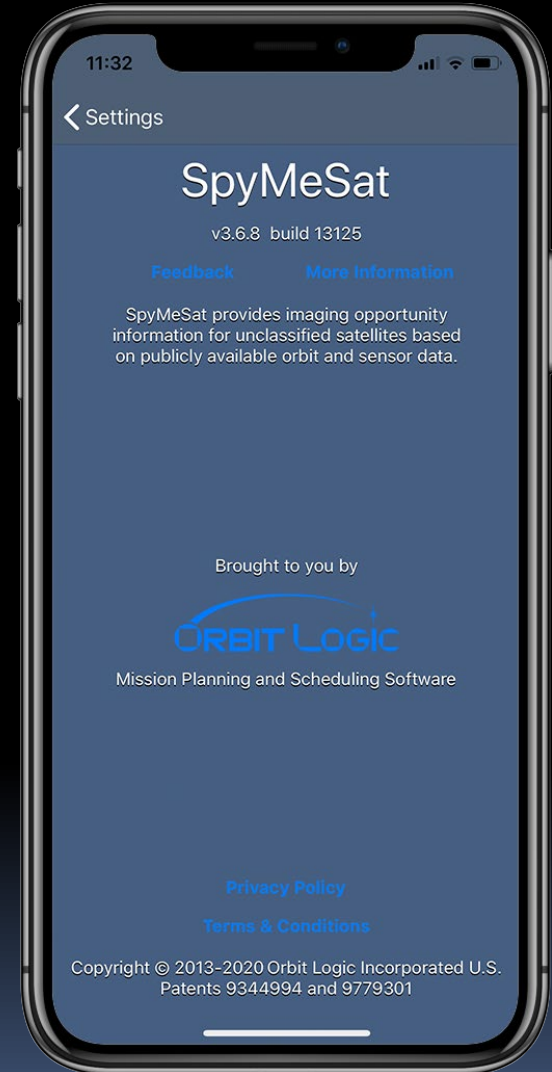 11:32
Settings
SpyMeSat
v3.6.8 build 13125
Feedback More Information
SpyMeSat provides imaging opportunity
information for unclassified satellites based
on publicly available orbit and sensor data.
Brought to you by
ORBIT LOGIC
Mission Planning and Scheduling Software
Privacy Policy
Terms & Conditions
Copyright © 2013-2020 Orbit Logic Incorporated U.S.
Patents 9344994 and 9779301